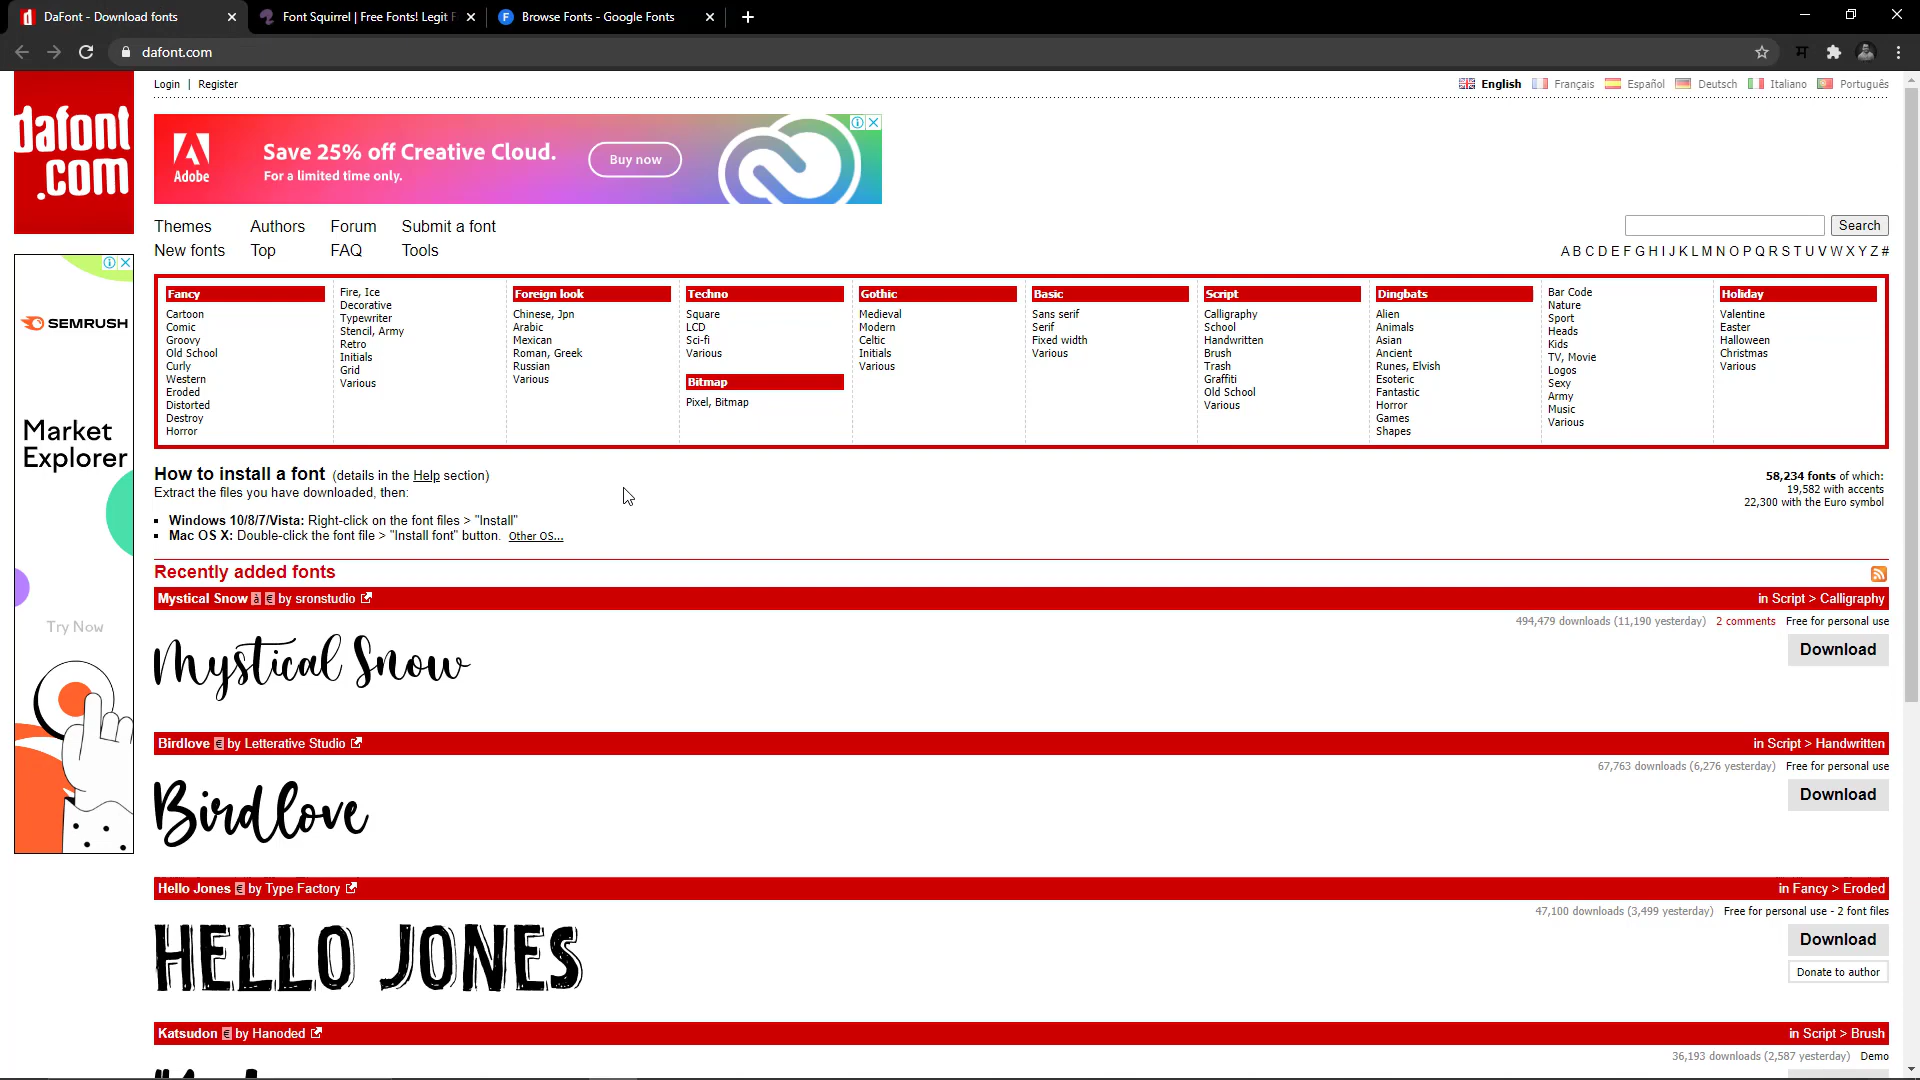 DaFont - Download fonts
Font Squirrel | Free Fonts! Legit F
Browse Fonts - Google Fonts
dafont.com
dafont
.com
Login | Register
English Français Español Deutsch Italiano Português
Adobe
Save 25% off Creative Cloud.
For a limited time only.
Buy now
Themes Authors Forum Submit a font
New fonts Top FAQ Tools
Search
A B C D E F G H I J K L M N O P Q R S T U V W X Y Z #
Fancy
Cartoon
Comic
Groovy
Old School
Curly
Western
Eroded
Distorted
Destroy
Horror
Fire, Ice
Decorative
Typewriter
Stencil, Army
Retro
Initials
Grid
Various
Foreign look
Chinese, Jpn
Arabic
Mexican
Roman, Greek
Russian
Various
Techno
Square
LCD
Sci-fi
Various
Bitmap
Pixel, Bitmap
Gothic
Medieval
Modern
Celtic
Initials
Various
Basic
Sans serif
Serif
Fixed width
Various
Script
Calligraphy
School
Handwritten
Brush
Trash
Graffiti
Old School
Various
Dingbats
Alien
Animals
Asian
Ancient
Runes, Elvish
Esoteric
Fantastic
Horror
Games
Shapes
Bar Code
Nature
Sport
Heads
Kids
TV, Movie
Logos
Sexy
Army
Music
Various
Holiday
Valentine
Easter
Halloween
Christmas
Various
SEMRUSH
Market
Explorer
Try Now
How to install a font (details in the Help section)
Extract the files you have downloaded, then:
Windows 10/8/7/Vista: Right-click on the font files > "Install"
Mac OS X: Double-click the font file > "Install font" button. Other OS...
58,234 fonts of which:
19,582 with accents
22,300 with the Euro symbol
Recently added fonts
Mystical Snow à € by sronstudio in Script > Calligraphy
494,479 downloads (11,190 yesterday) 2 comments Free for personal use
Mystical Snow
Download
Birdlove € by Letterative Studio in Script > Handwritten
67,763 downloads (6,276 yesterday) Free for personal use
Birdlove
Download
Hello Jones € by Type Factory in Fancy > Eroded
47,100 downloads (3,499 yesterday) Free for personal use - 2 font files
HELLO JONES
Download
Donate to author
Katsudon € by Hanoded in Script > Brush
36,193 downloads (2,587 yesterday) Demo